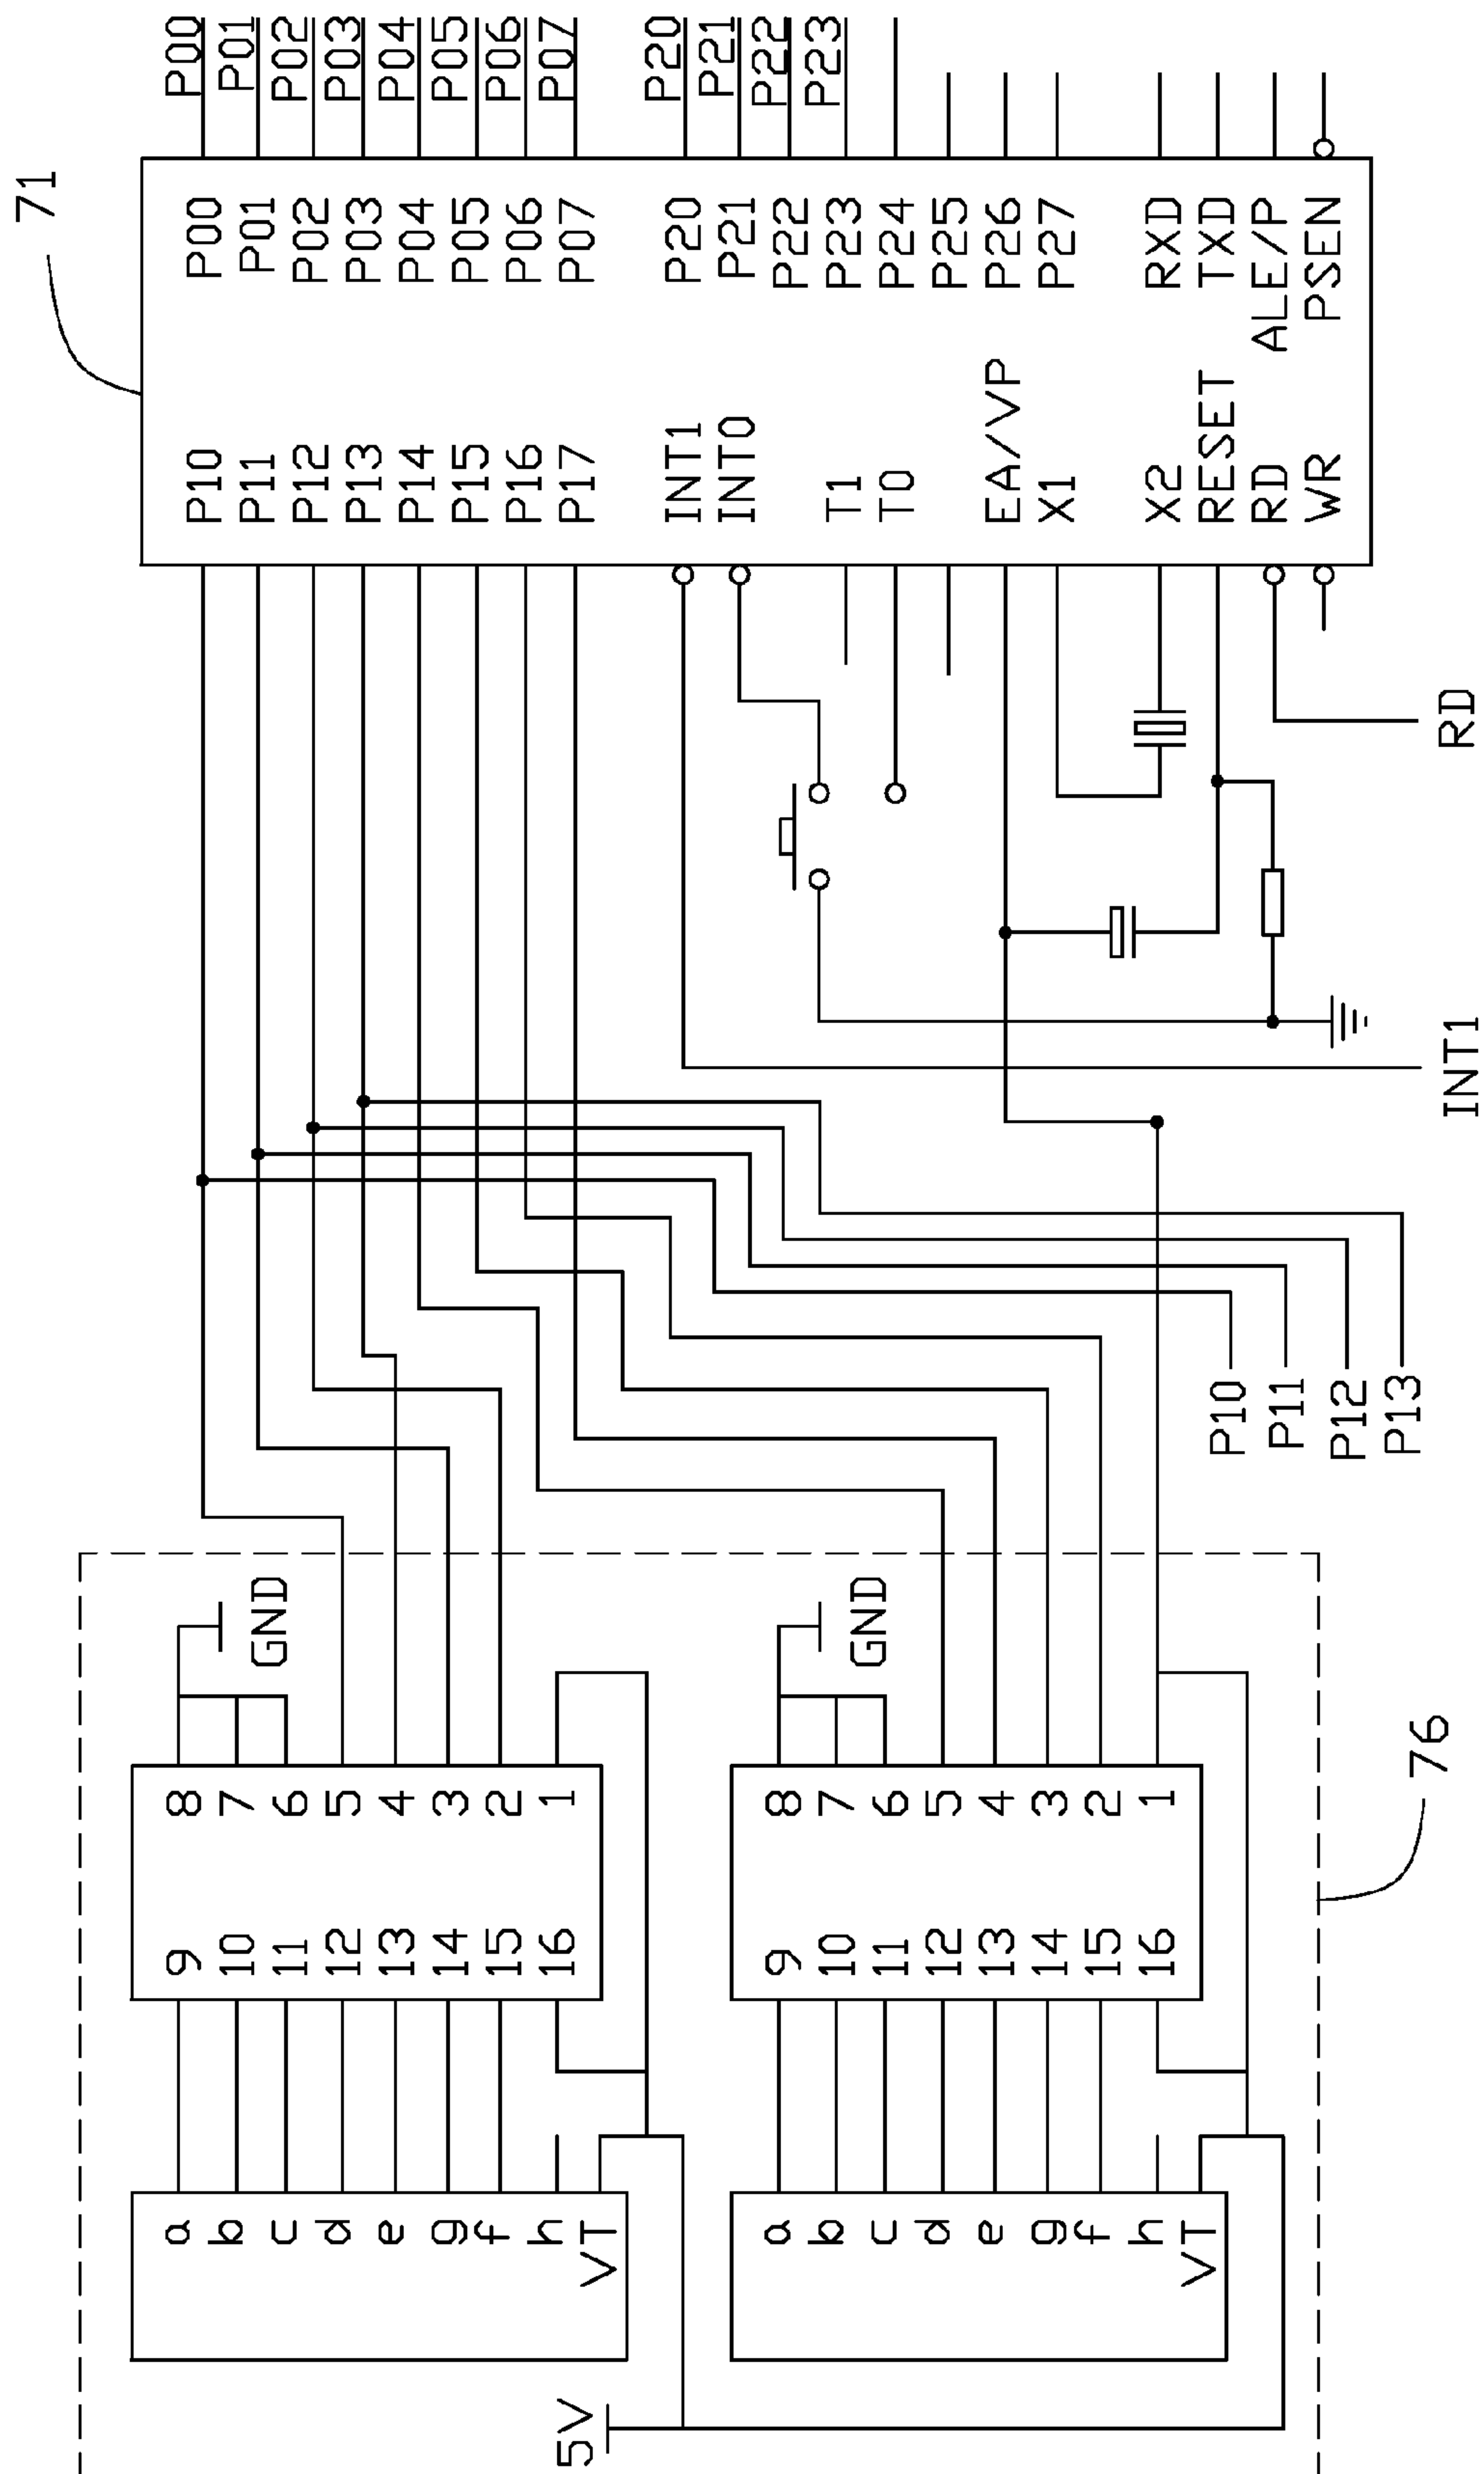 71
P00
P01
P02
P03
P04
P05
P06
P07
P20
P21
P22
P23
P10 P00
P11 P01
P12 P02
P13 P03
P14 P04
P15 P05
P16 P06
P17 P07
INT1 P20
INT0 P21
P22
T1 P23
T0 P24
P25
EA/VP P26
X1 P27
X2 RXD
RESET TXD
RD ALE/P
WR PSEN
RD
INT1
P10
P11
P12
P13
GND
GND
76
9 8
10 7
11 6
12 5
13 4
14 3
15 2
16 1
9 8
10 7
11 6
12 5
13 4
14 3
15 2
16 1
a
b
c
d
e
g
f
h
VT
a
b
c
d
e
g
f
h
VT
5V